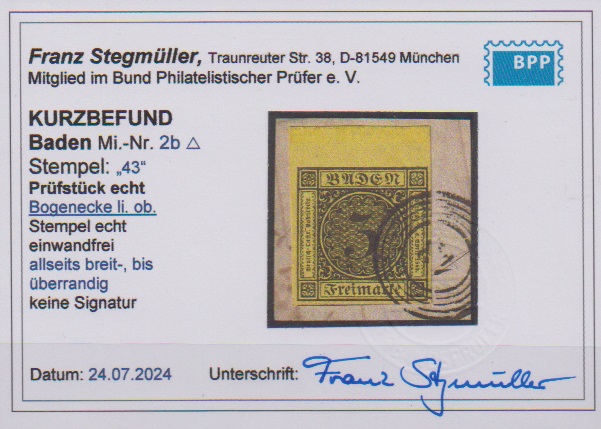 Franz Stegmüller, Traunreuter Str. 38, D-81549 München
Mitglied im Bund Philatelistischer Prüfer e. V.
BPP
KURZBEFUND
Baden Mi.-Nr. 2b △
Stempel: „43“
Prüfstück echt
Bogenecke li. ob.
Stempel echt
einwandfrei
allseits breit-, bis
überrandig
keine Signatur
BADEN
3
Freimarke
43
Datum: 24.07.2024 Unterschrift: Franz Stegmüller